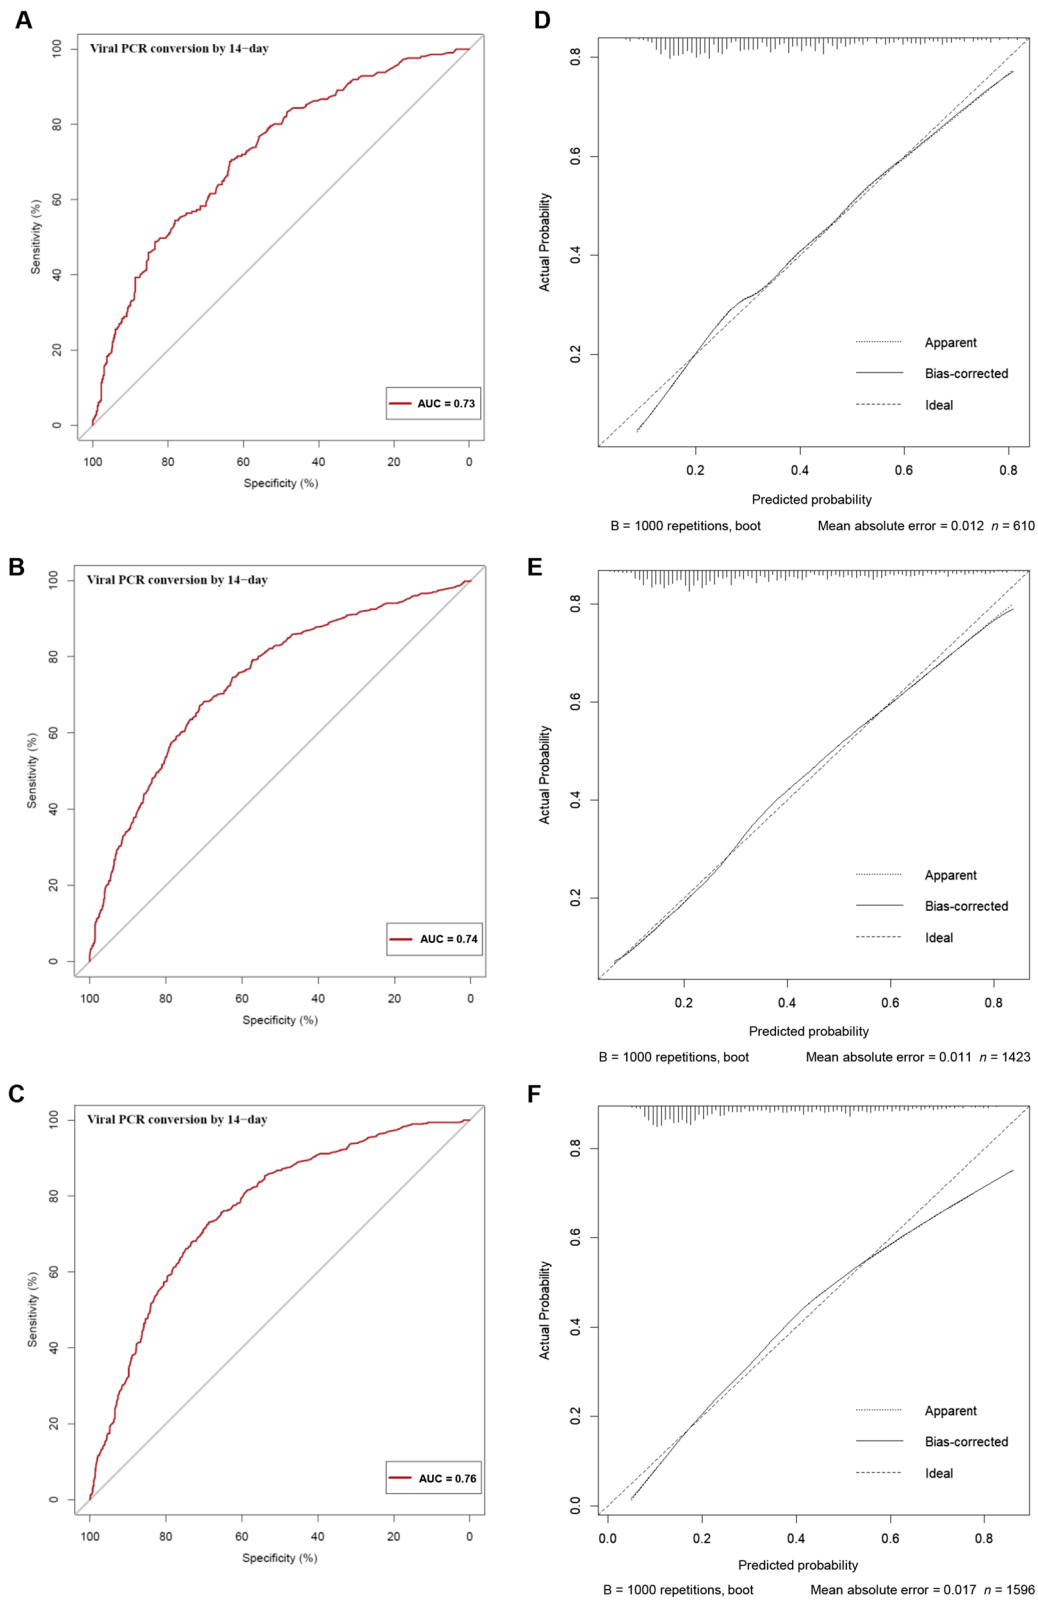 A
Viral PCR conversion by 14−day
Sensitivity (%)
100
80
60
40
20
0
AUC = 0.73
100 80 60 40 20 0
Specificity (%)
D
Actual Probability
0.8
0.6
0.4
0.2
Apparent
Bias-corrected
Ideal
0.2 0.4 0.6 0.8
Predicted probability
B = 1000 repetitions, boot Mean absolute error = 0.012 n = 610
B
Viral PCR conversion by 14−day
Sensitivity (%)
100
80
60
40
20
0
AUC = 0.74
100 80 60 40 20 0
Specificity (%)
E
Actual Probability
0.8
0.6
0.4
0.2
Apparent
Bias-corrected
Ideal
0.2 0.4 0.6 0.8
Predicted probability
B = 1000 repetitions, boot Mean absolute error = 0.011 n = 1423
C
Viral PCR conversion by 14−day
Sensitivity (%)
100
80
60
40
20
0
AUC = 0.76
100 80 60 40 20 0
Specificity (%)
F
Actual Probability
0.8
0.6
0.4
0.2
0.0
Apparent
Bias-corrected
Ideal
0.0 0.2 0.4 0.6 0.8
Predicted probability
B = 1000 repetitions, boot Mean absolute error = 0.017 n = 1596